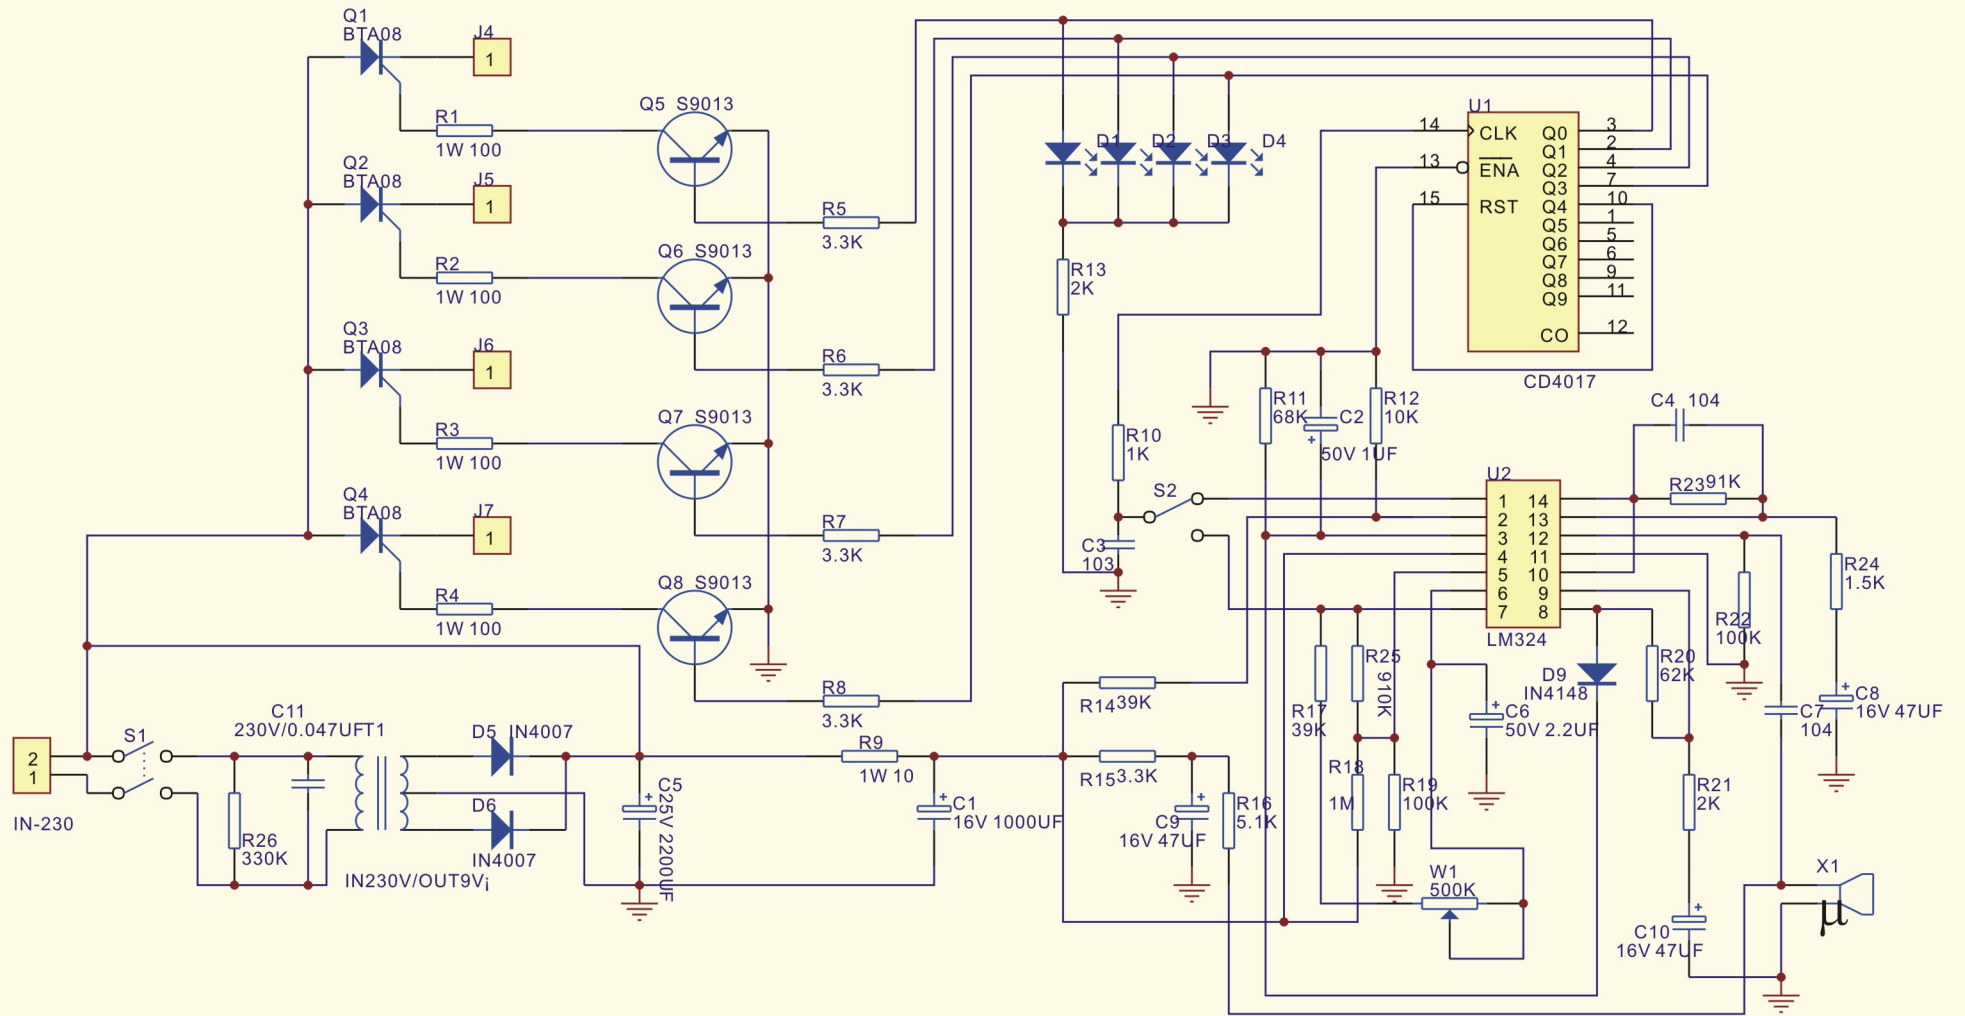 Q1
BTA08
J4
1
R1
1W 100
Q5 S9013
Q2
BTA08
J5
1
R2
1W 100
Q6 S9013
R5
3.3K
Q3
BTA08
J6
1
R3
1W 100
Q7 S9013
R6
3.3K
Q4
BTA08
J7
1
R4
1W 100
Q8 S9013
R7
3.3K
R8
3.3K
D1
D2
D3
D4
R13
2K
U1
14
CLK
13
ENA
15
RST
Q0
3
Q1
2
Q2
4
Q3
7
Q4
10
Q5
1
Q6
5
Q7
6
Q8
9
Q9
11
CO
12
CD4017
R10
1K
S2
C3
103
R11
68K
C2
50V 1UF
R12
10K
C4 104
R23
91K
U2
1 14
2 13
3 12
4 11
5 10
6 9
7 8
LM324
R24
1.5K
R22
100K
C8
16V 47UF
C7
104
R20
62K
D9
IN4148
R25
910K
R17
39K
R14
39K
C6
50V 2.2UF
R18
1M
R19
100K
R21
2K
W1
500K
C10
16V 47UF
X1
μ
R15
3.3K
C9
16V 47UF
R16
5.1K
R9
1W 10
C1
16V 1000UF
C5
25V 2200UF
D5 IN4007
D6
IN4007
C11
230V/0.047UF
T1
IN230V/OUT9V¡
S1
2
1
IN-230
R26
330K